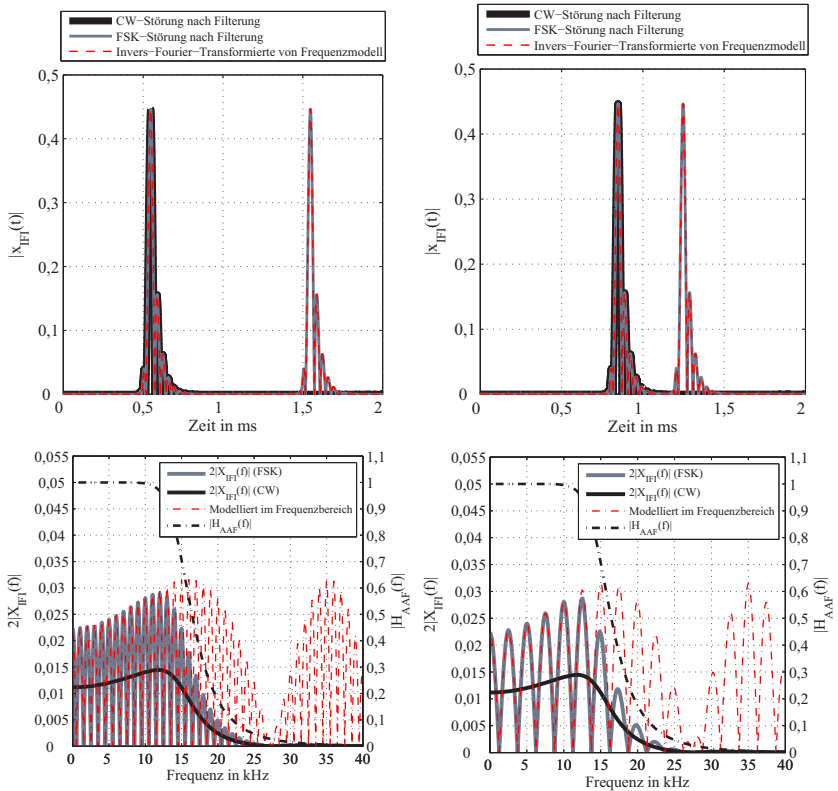 CW−Störung nach Filterung
FSK−Störung nach Filterung
Invers−Fourier−Transformierte von Frequenzmodell
0,5
0,4
0,3
0,2
0,1
0
|x_IFI(t)|
0 0,5 1 1,5 2
Zeit in ms
CW−Störung nach Filterung
FSK−Störung nach Filterung
Invers−Fourier−Transformierte von Frequenzmodell
0,5
0,4
0,3
0,2
0,1
0
|x_IFI(t)|
0 0,5 1 1,5 2
Zeit in ms
2|X_IFI(f)| (FSK)
2|X_IFI(f)| (CW)
Modelliert im Frequenzbereich
|H_AAF(f)|
0,055
0,05
0,045
0,04
0,035
0,03
0,025
0,02
0,015
0,01
0,005
0
2|X_IFI(f)|
1,1
1
0,9
0,8
0,7
0,6
0,5
0,4
0,3
0,2
0,1
0
|H_AAF(f)|
0 5 10 15 20 25 30 35 40
Frequenz in kHz
2|X_IFI(f)| (FSK)
2|X_IFI(f)| (CW)
Modelliert im Frequenzbereich
|H_AAF(f)|
0,055
0,05
0,045
0,04
0,035
0,03
0,025
0,02
0,015
0,01
0,005
0
2|X_IFI(f)|
1,1
1
0,9
0,8
0,7
0,6
0,5
0,4
0,3
0,2
0,1
0
|H_AAF(f)|
0 5 10 15 20 25 30 35 40
Frequenz in kHz